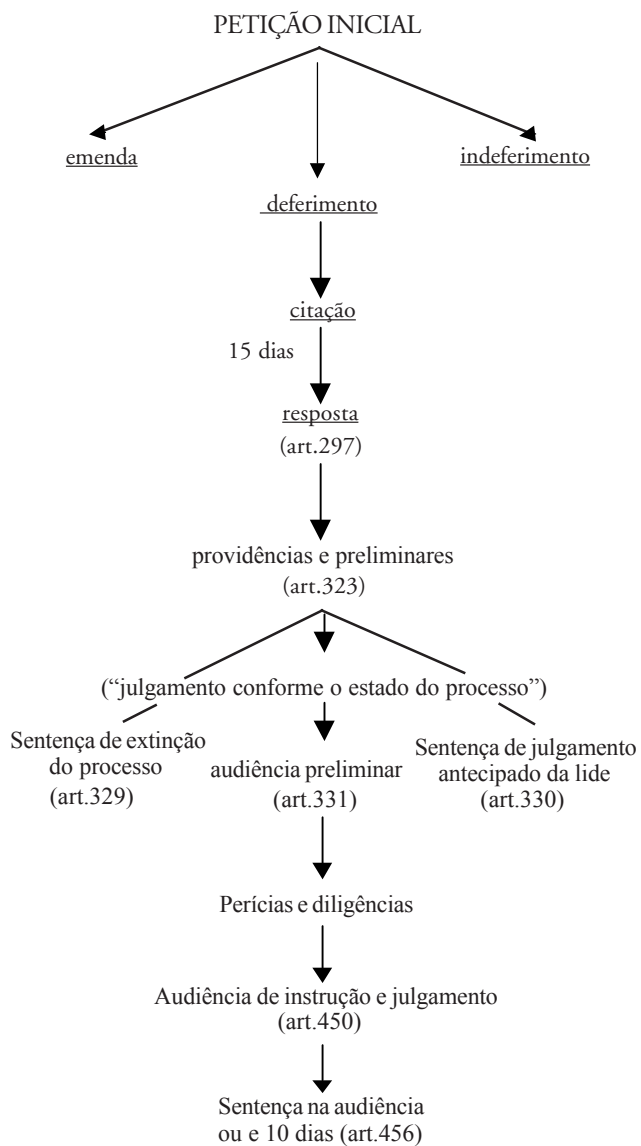 PETIÇÃO INICIAL
emenda
indeferimento
deferimento
citação
15 dias
resposta
(art.297)
providências e preliminares
(art.323)
(“julgamento conforme o estado do processo”)
Sentença de extinção
do processo
(art.329)
audiência preliminar
(art.331)
Sentença de julgamento
antecipado da lide
(art.330)
Perícias e diligências
Audiência de instrução e julgamento
(art.450)
Sentença na audiência
ou e 10 dias (art.456)